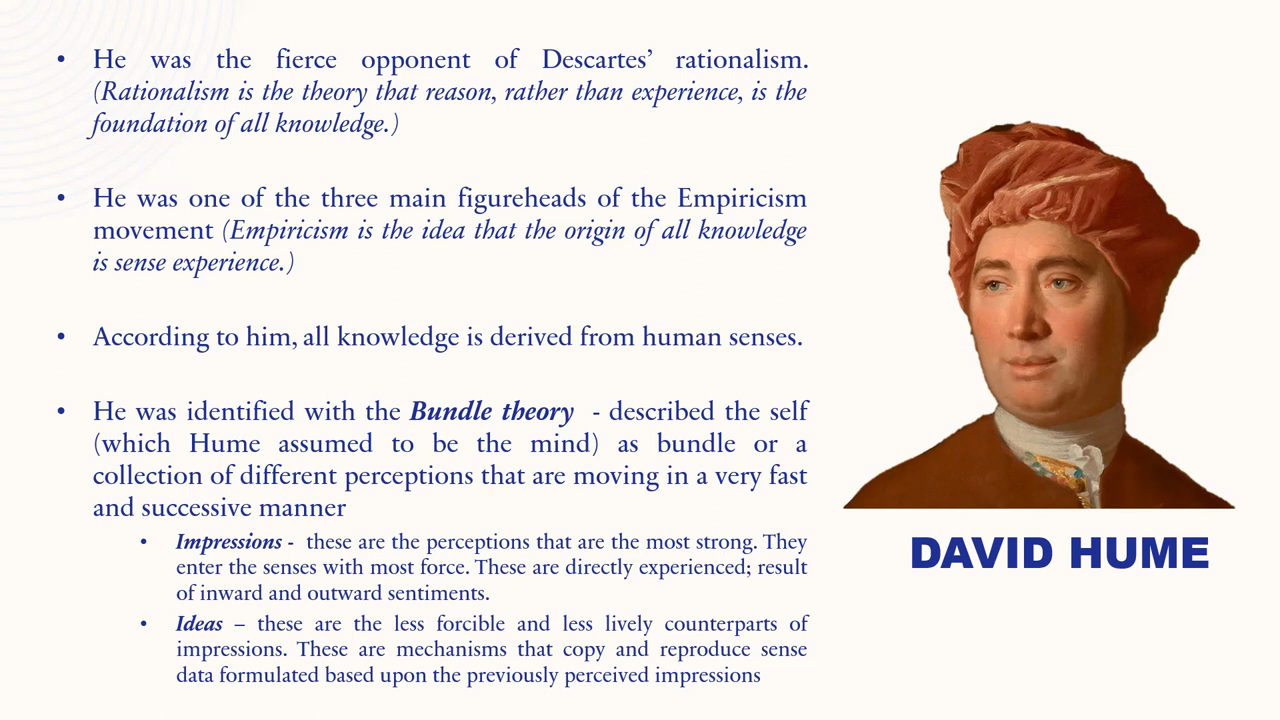 • He was the fierce opponent of Descartes’ rationalism.
(Rationalism is the theory that reason, rather than experience, is the
foundation of all knowledge.)
• He was one of the three main figureheads of the Empiricism
movement (Empiricism is the idea that the origin of all knowledge
is sense experience.)
• According to him, all knowledge is derived from human senses.
• He was identified with the Bundle theory - described the self
(which Hume assumed to be the mind) as bundle or a
collection of different perceptions that are moving in a very fast
and successive manner
• Impressions - these are the perceptions that are the most strong. They
enter the senses with most force. These are directly experienced; result
of inward and outward sentiments.
• Ideas – these are the less forcible and less lively counterparts of
impressions. These are mechanisms that copy and reproduce sense
data formulated based upon the previously perceived impressions
DAVID HUME